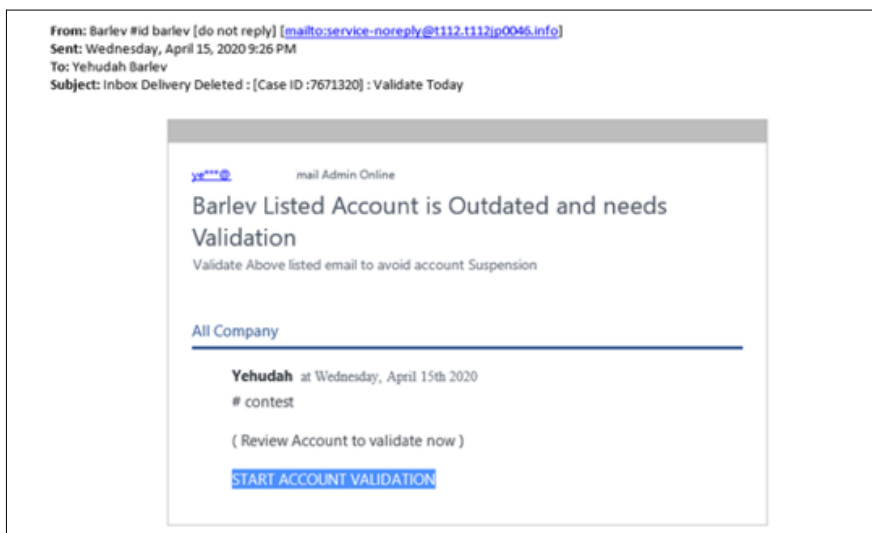 From: Barlev #id barlev [do not reply] [mailto:service-noreply@t112.t112jp0046.info]
Sent: Wednesday, April 15, 2020 9:26 PM
To: Yehudah Barlev
Subject: Inbox Delivery Deleted : [Case ID :7671320] : Validate Today
ye***@ mail Admin Online
Barlev Listed Account is Outdated and needs
Validation
Validate Above listed email to avoid account Suspension
All Company
Yehudah at Wednesday, April 15th 2020
# contest
( Review Account to validate now )
START ACCOUNT VALIDATION